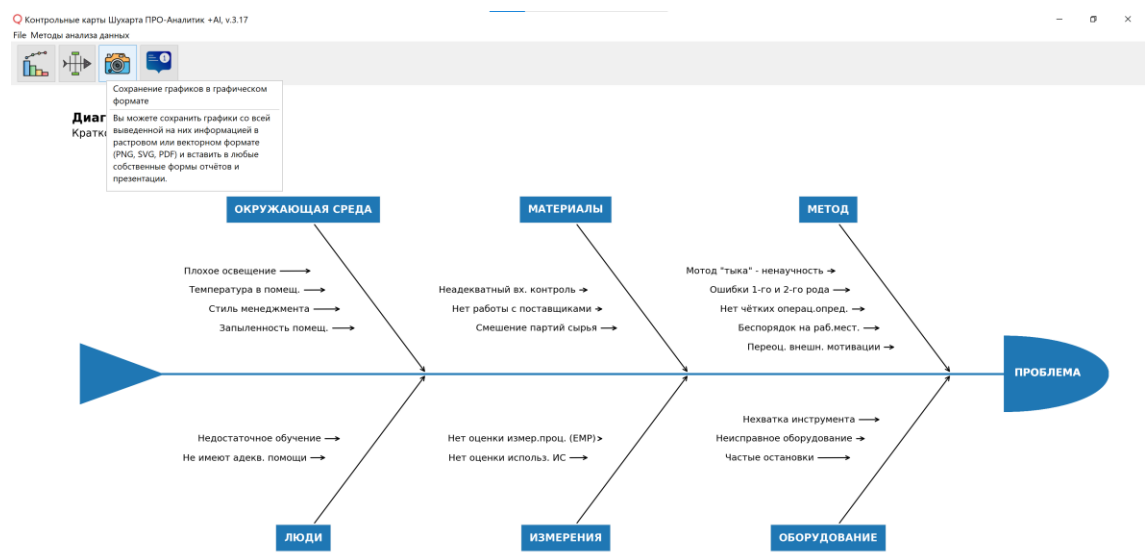 Контрольные карты Шухарта ПРО-Аналитик +AI, v.3.17
File Методы анализа данных
Сохранение графиков в графическом
формате
Вы можете сохранить графики со всей
выведенной на них информацией в
растровом или векторном формате
(PNG, SVG, PDF) и вставить в любые
собственные формы отчётов и
презентации.
ОКРУЖАЮЩАЯ СРЕДА
МАТЕРИАЛЫ
МЕТОД
Плохое освещение
Температура в помещ.
Стиль менеджмента
Запыленность помещ.
Неадекватный вх. контроль
Нет работы с поставщиками
Смешение партий сырья
Мотод "тыка" - ненаучность
Ошибки 1-го и 2-го рода
Нет чётких операц.опред.
Беспорядок на раб.мест.
Переоц. внешн. мотивации
ПРОБЛЕМА
Недостаточное обучение
Не имеют адекв. помощи
Нет оценки измер.проц. (EMP)
Нет оценки использ. ИС
Нехватка инструмента
Неисправное оборудование
Частые остановки
ЛЮДИ
ИЗМЕРЕНИЯ
ОБОРУДОВАНИЕ